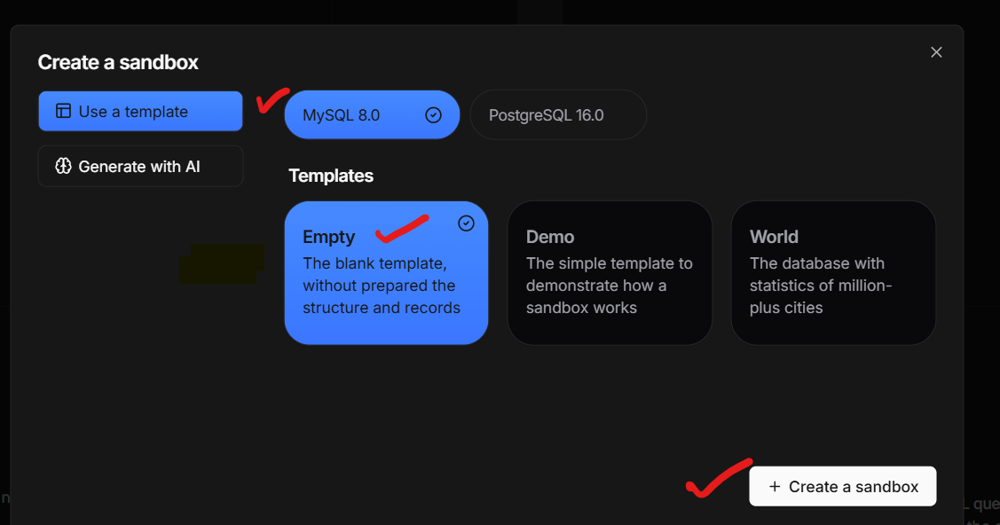 Create a sandbox
Use a template
Generate with AI
MySQL 8.0
PostgreSQL 16.0
Templates
Empty
The blank template,
without prepared the
structure and records
Demo
The simple template to
demonstrate how a
sandbox works
World
The database with
statistics of million-
plus cities
+ Create a sandbox
L que